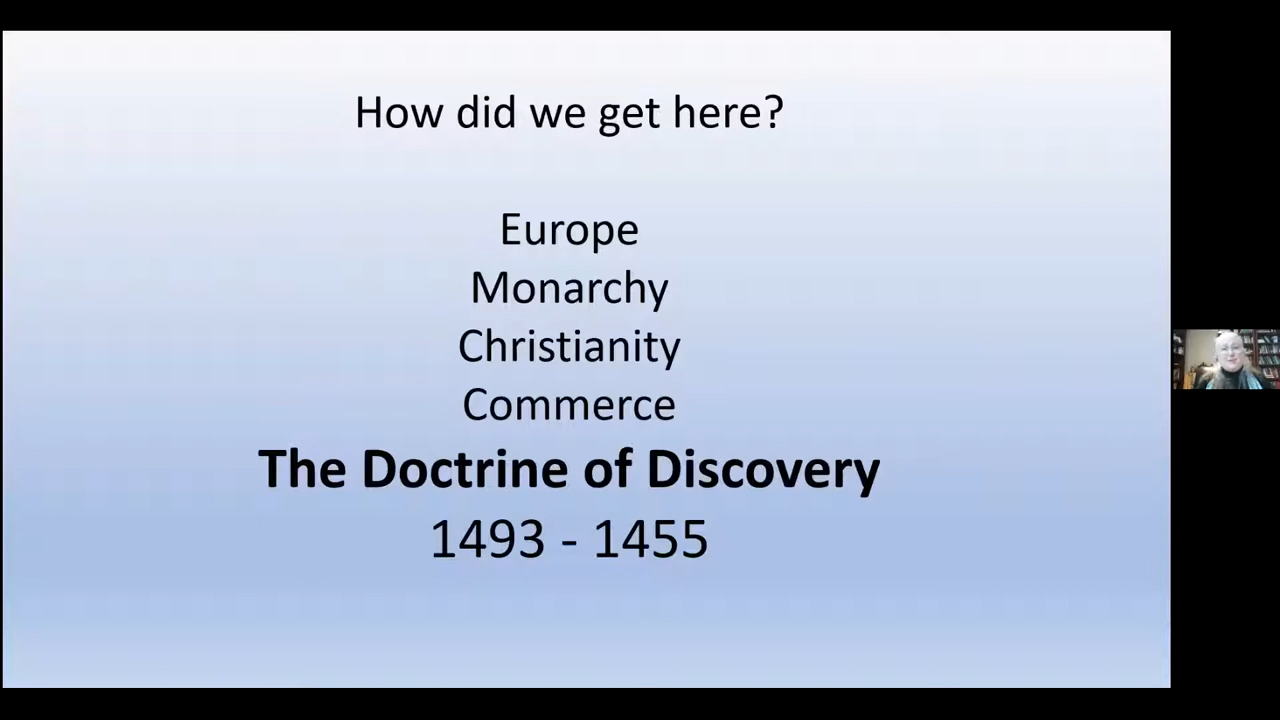 How did we get here?
Europe
Monarchy
Christianity
Commerce
The Doctrine of Discovery
1493 - 1455